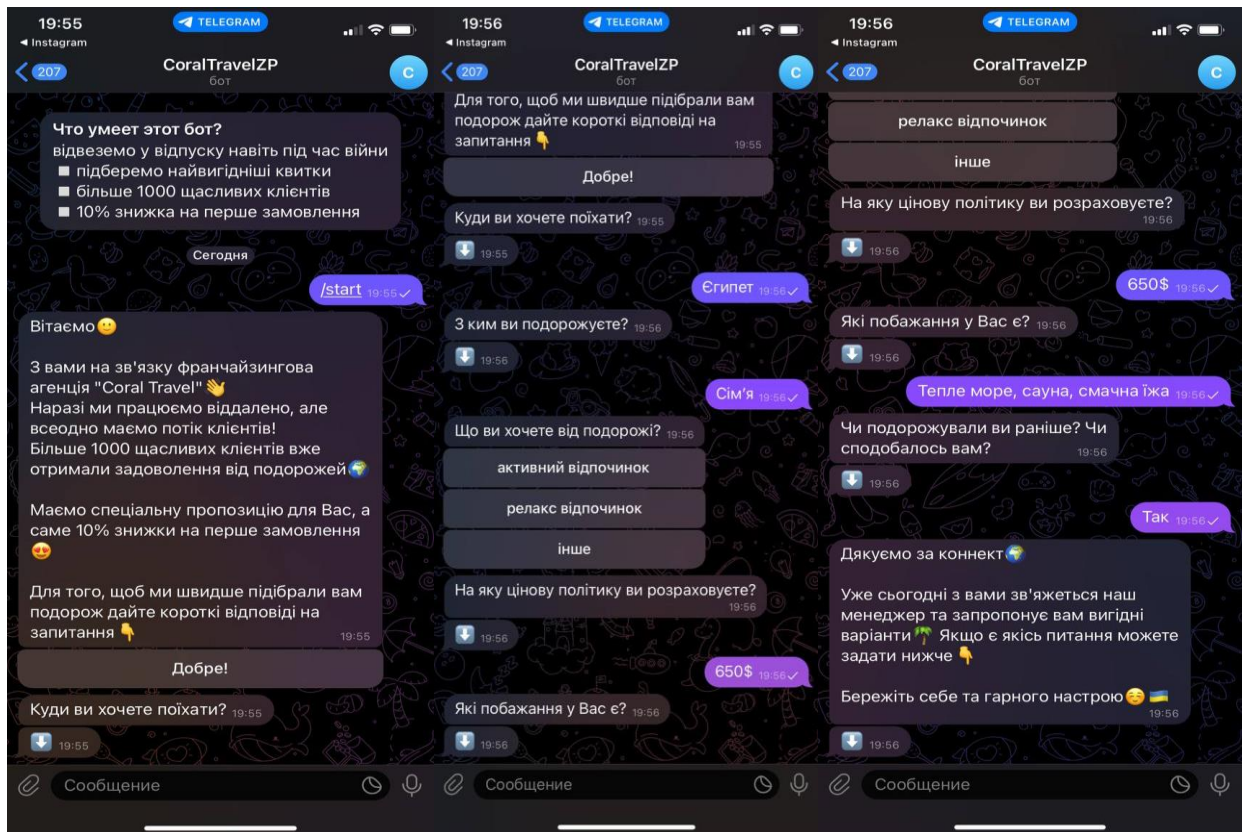 19:55
TELEGRAM
◀ Instagram
207
CoralTravelZP
бот
C
Что умеет этот бот?
відвеземо у відпуску навіть під час війни
◽ підберемо найвигідніші квитки
◽ більше 1000 щасливих клієнтів
◽ 10% знижка на перше замовлення
Сегодня
/start 19:55
Вітаємо🙂
З вами на зв'язку франчайзингова
агенція "Coral Travel"👋
Наразі ми працюємо віддалено, але
всеодно маємо потік клієнтів!
Більше 1000 щасливих клієнтів вже
отримали задоволення від подорожей🌍
Маємо спеціальну пропозицію для Вас, а
саме 10% знижки на перше замовлення
😍
Для того, щоб ми швидше підібрали вам
подорож дайте короткі відповіді на
запитання👇 19:55
Добре!
Куди ви хочете поїхати? 19:55
⬇️ 19:55
Сообщение
19:56
TELEGRAM
◀ Instagram
207
CoralTravelZP
бот
C
Для того, щоб ми швидше підібрали вам
подорож дайте короткі відповіді на
запитання👇 19:55
Добре!
Куди ви хочете поїхати? 19:55
⬇️ 19:55
Єгипет 19:56
З ким ви подорожуєте? 19:56
⬇️ 19:56
Сім'я 19:56
Що ви хочете від подорожі? 19:56
активний відпочинок
релакс відпочинок
інше
На яку цінову політику ви розраховуєте?
19:56
⬇️ 19:56
650$ 19:56
Які побажання у Вас є? 19:56
⬇️ 19:56
Сообщение
19:56
TELEGRAM
◀ Instagram
207
CoralTravelZP
бот
C
релакс відпочинок
інше
На яку цінову політику ви розраховуєте?
19:56
⬇️ 19:56
650$ 19:56
Які побажання у Вас є? 19:56
⬇️ 19:56
Тепле море, сауна, смачна їжа 19:56
Чи подорожували ви раніше? Чи
сподобалось вам? 19:56
⬇️ 19:56
Так 19:56
Дякуємо за коннект🌍
Уже сьогодні з вами зв'яжеться наш
менеджер та запропонує вам вигідні
варіанти🌴 Якщо є якісь питання можете
задати нижче👇
Бережіть себе та гарного настрою☺️🇺🇦
19:56
⬇️ 19:56
Сообщение